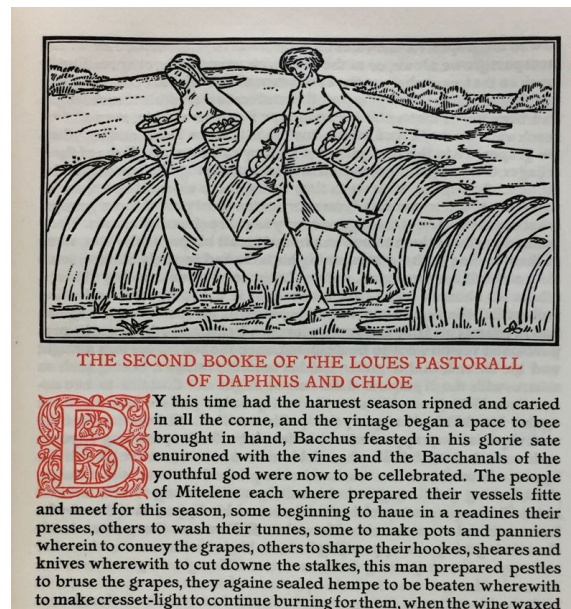 THE SECOND BOOKE OF THE LOUES PASTORALL
OF DAPHNIS AND CHLOE
BY this time had the haruest season ripned and caried
in all the corne, and the vintage began a pace to bee
brought in hand, Bacchus feasted in his glorie sate
enuironed with the vines and the Bacchanals of the
youthful god were now to be cellebrated. The people
of Mitelene each where prepared their vessels fitte
and meet for this season, some beginning to haue in a readines their
presses, others to wash their tunnes, some to make pots and panniers
wherein to conuey the grapes, others to sharpe their hookes, sheares and
knives wherewith to cut downe the stalkes, this man prepared pestles
to bruse the grapes, they againe sealed hempe to be beaten wherewith
to make cresset-light to continue burning for them, when the wine waxed